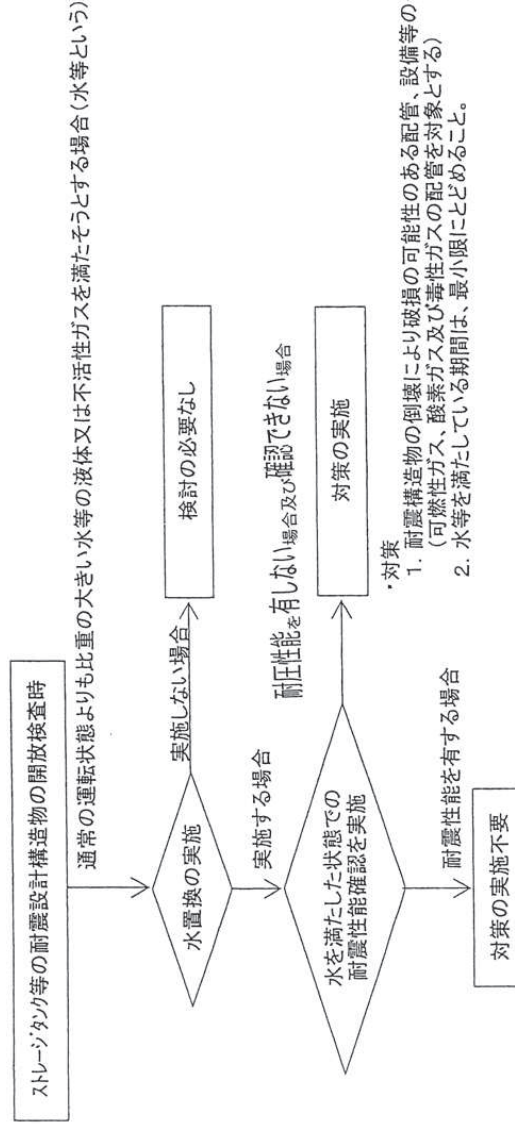 ストレージタンク等の耐震設計構造物の開放検査時
通常の運転状態よりも比重の大きい水等の液体又は不活性ガスを満たそうとする場合(水等という)
水置換の実施
実施しない場合
検討の必要なし
実施する場合
水を満たした状態での
耐震性能確認を実施
耐圧性能を有しない場合及び確認できない場合
対策の実施
・対策
1. 耐震構造物の倒壊により破損の可能性のある配管、設備等の
(可燃性ガス、酸素ガス及び毒性ガスの配管を対象とする)
2. 水等を満たしている期間は、最小限にとどめること。
耐震性能を有する場合
対策の実施不要